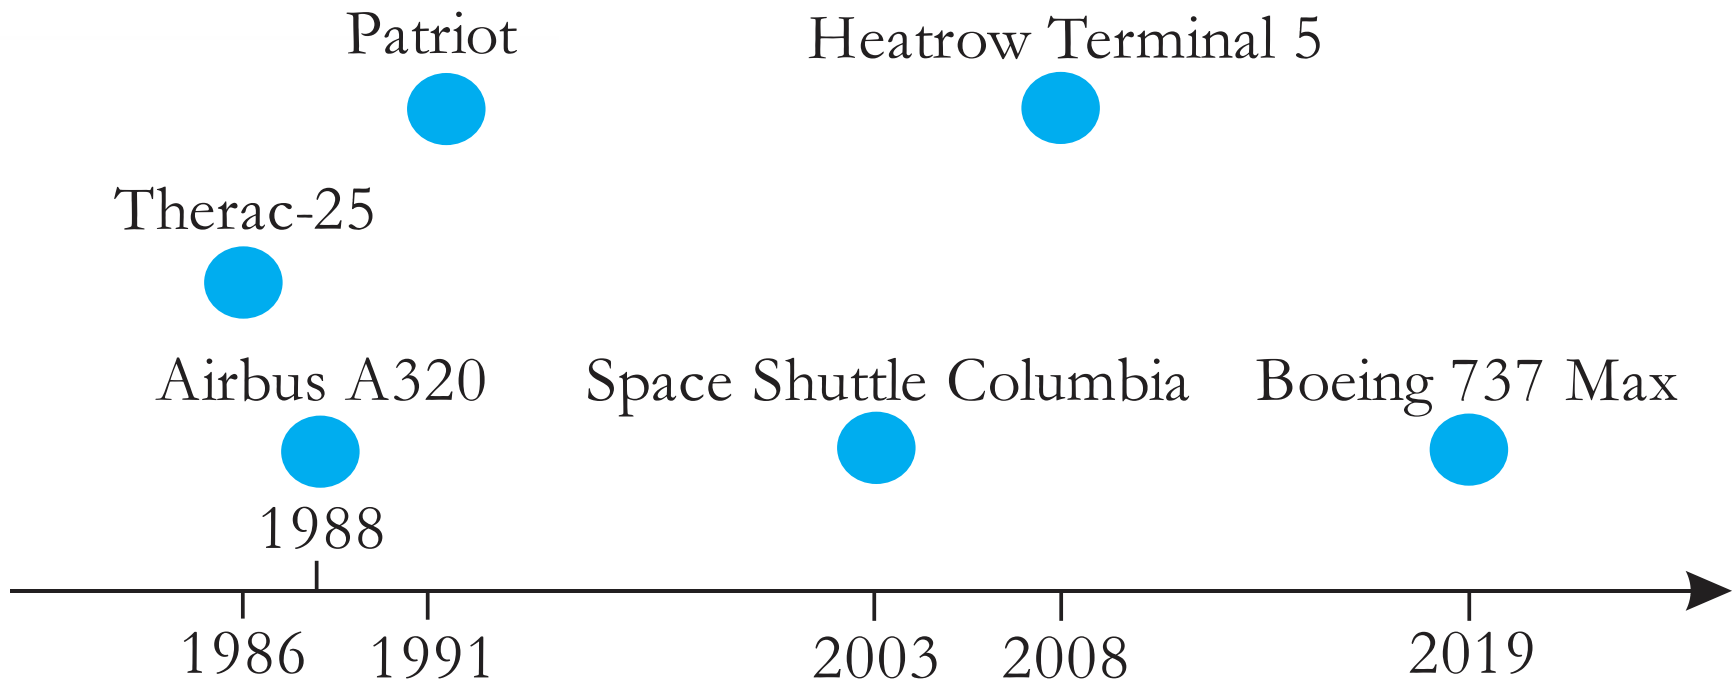 Patriot
Heatrow Terminal 5
Therac-25
Airbus A320
Space Shuttle Columbia
Boeing 737 Max
1988
1986
1991
2003
2008
2019